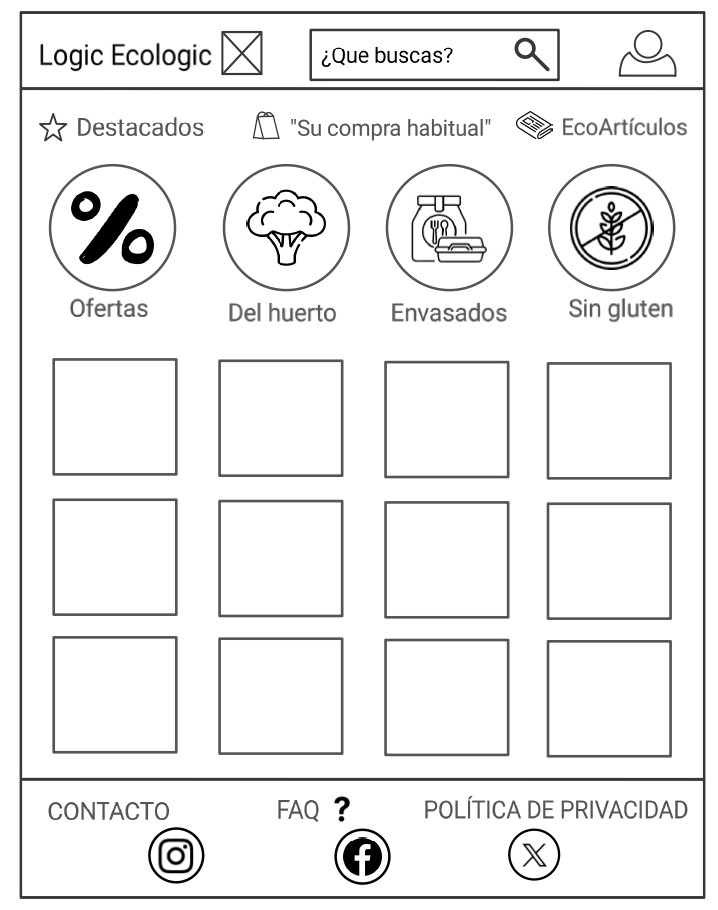 Logic Ecologic
¿Que buscas?
Destacados
"Su compra habitual"
EcoArtículos
Ofertas
Del huerto
Envasados
Sin gluten
CONTACTO
FAQ ?
POLÍTICA DE PRIVACIDAD